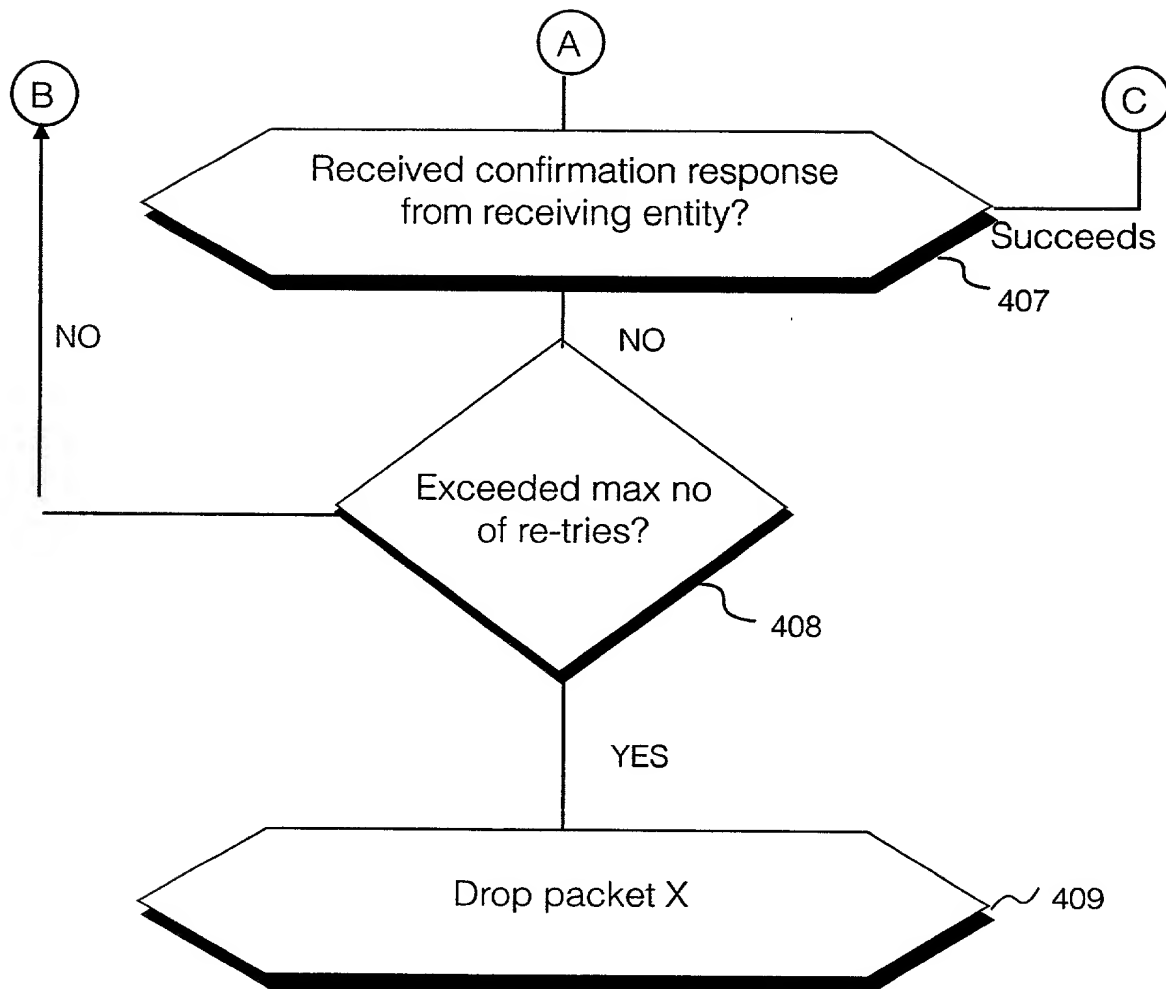 A
B
C
Received confirmation response
from receiving entity?
Succeeds
407
NO
NO
Exceeded max no
of re-tries?
408
YES
Drop packet X
409